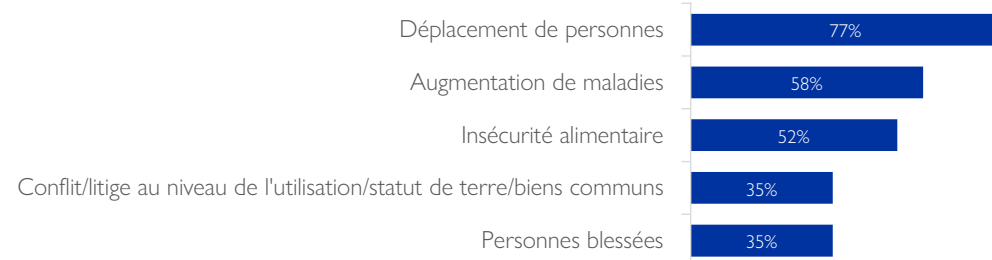 Déplacement de personnes 77%
Augmentation de maladies 58%
Insécurité alimentaire 52%
Conflit/litige au niveau de l'utilisation/statut de terre/biens communs 35%
Personnes blessées 35%